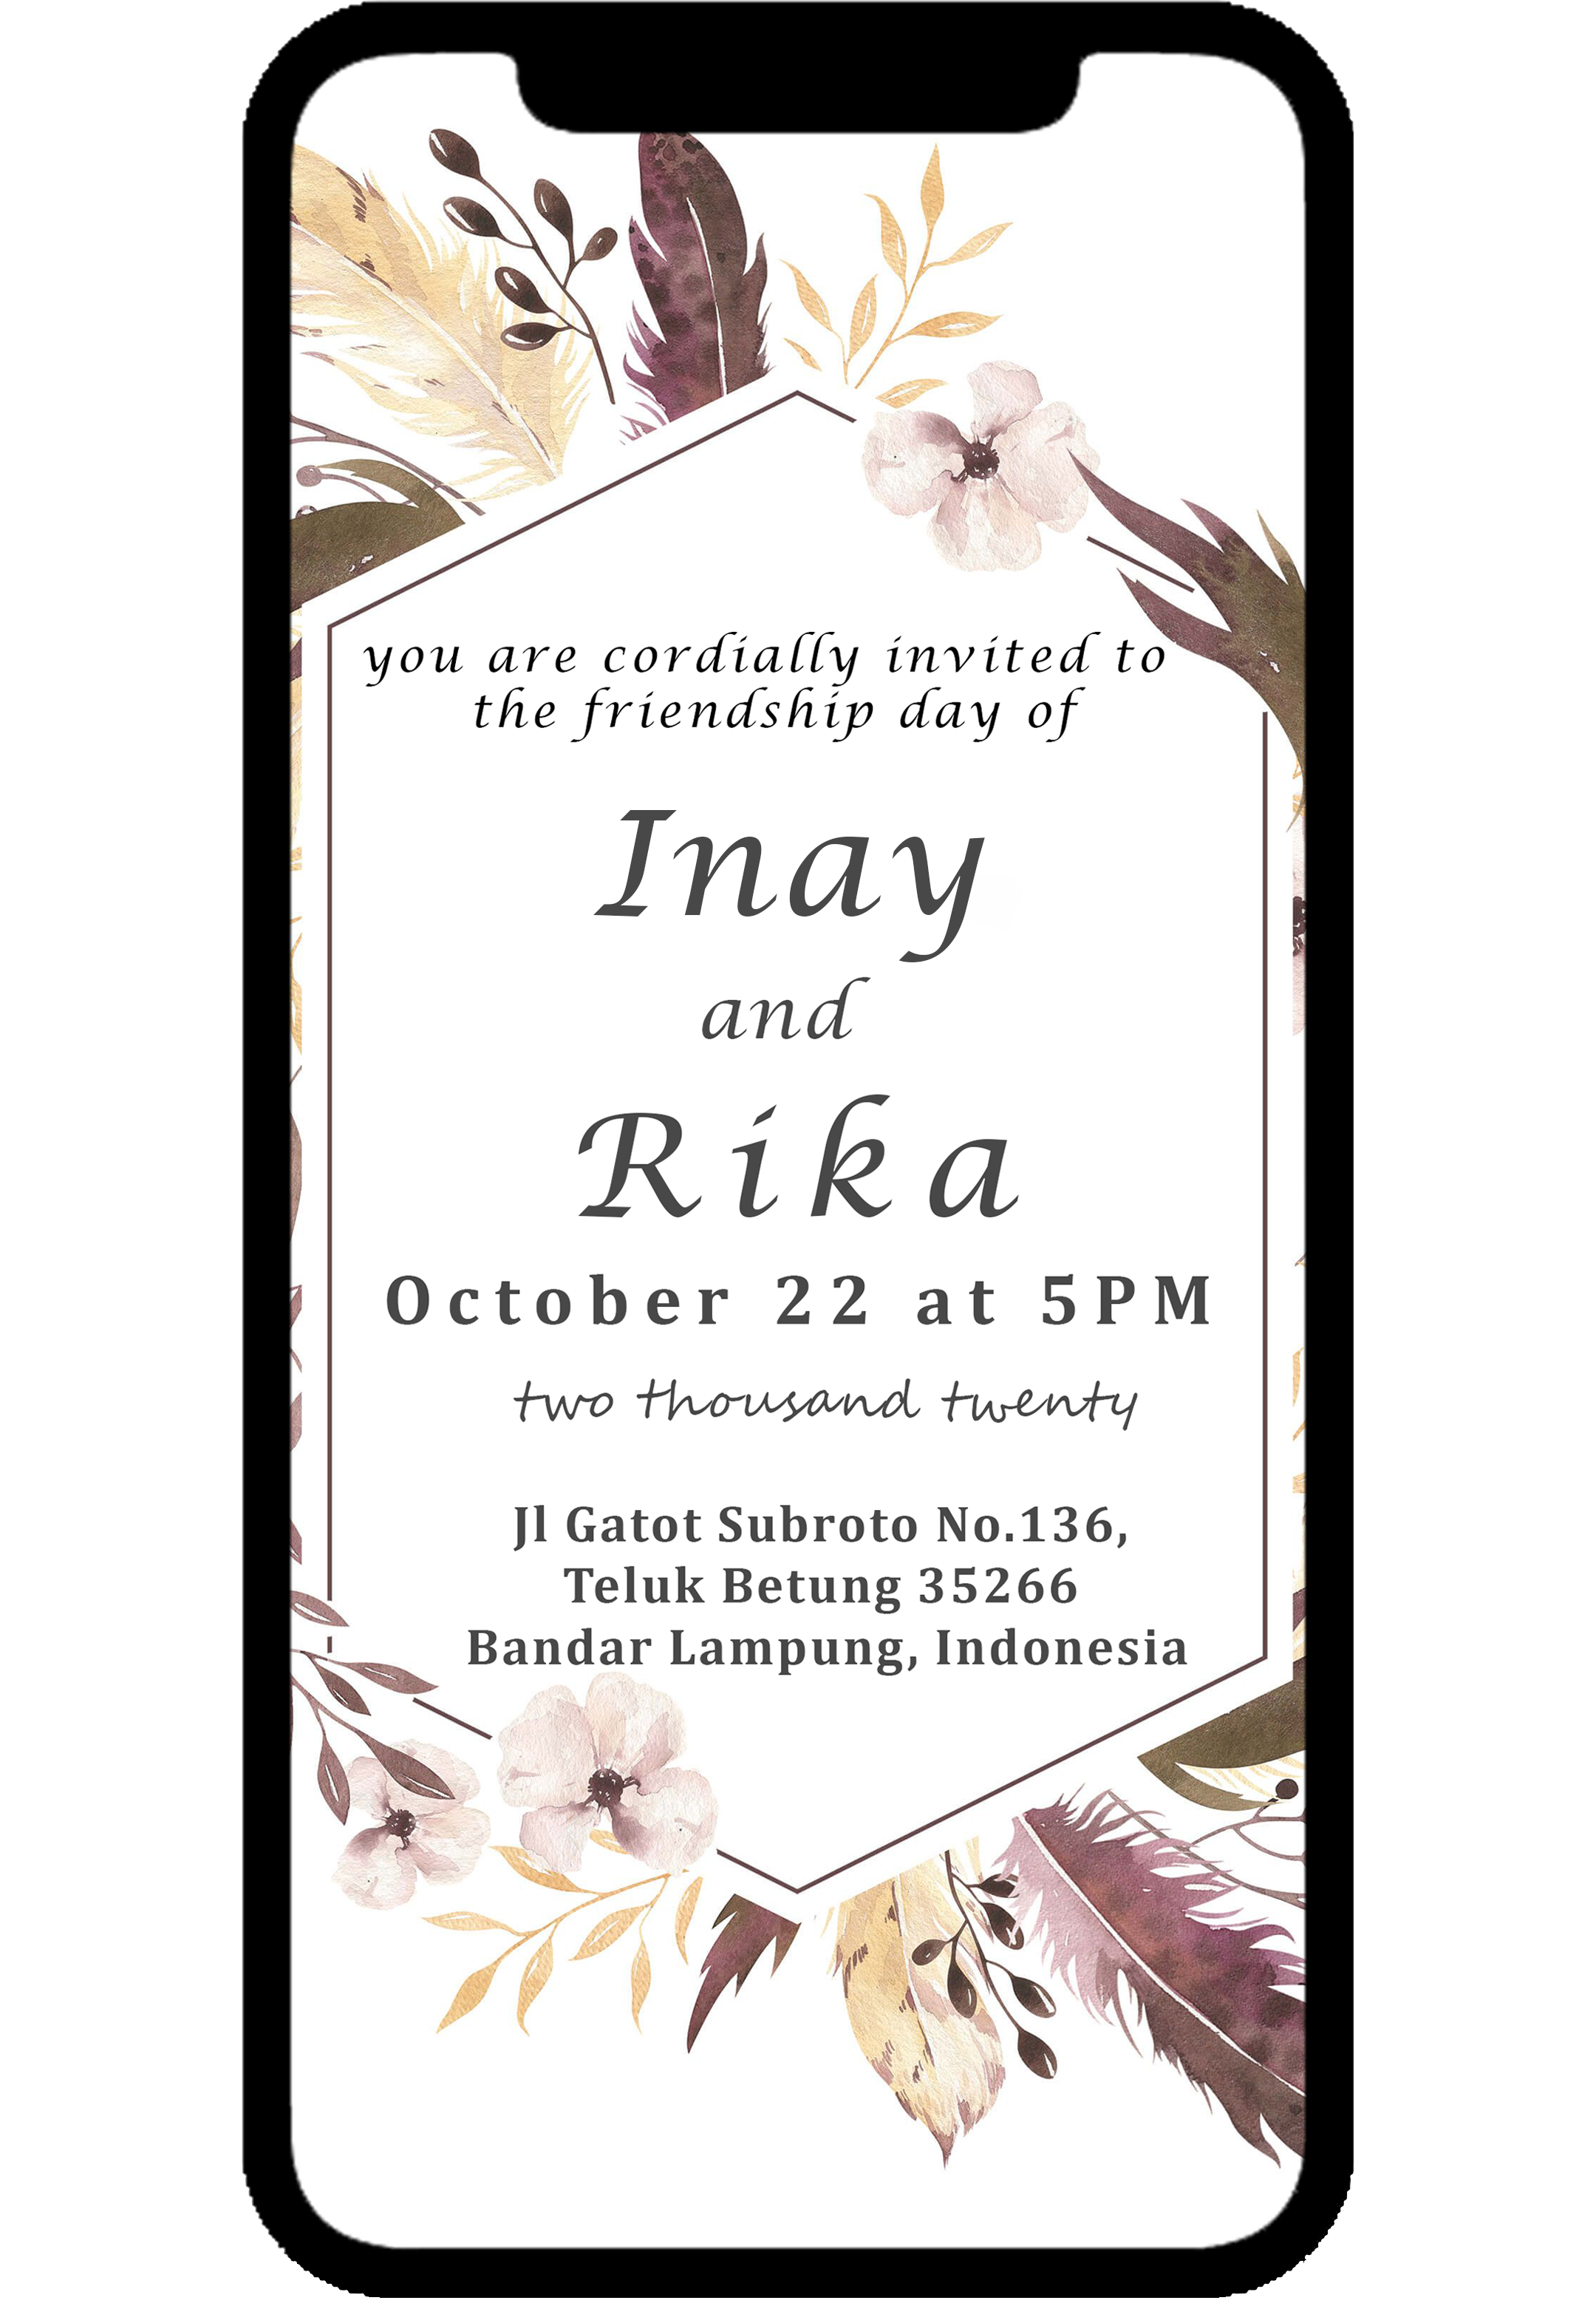 you are cordially invited to
the friendship day of
Inay
and
Rika
October 22 at 5PM
two thousand twenty
Jl Gatot Subroto No.136,
Teluk Betung 35266
Bandar Lampung, Indonesia